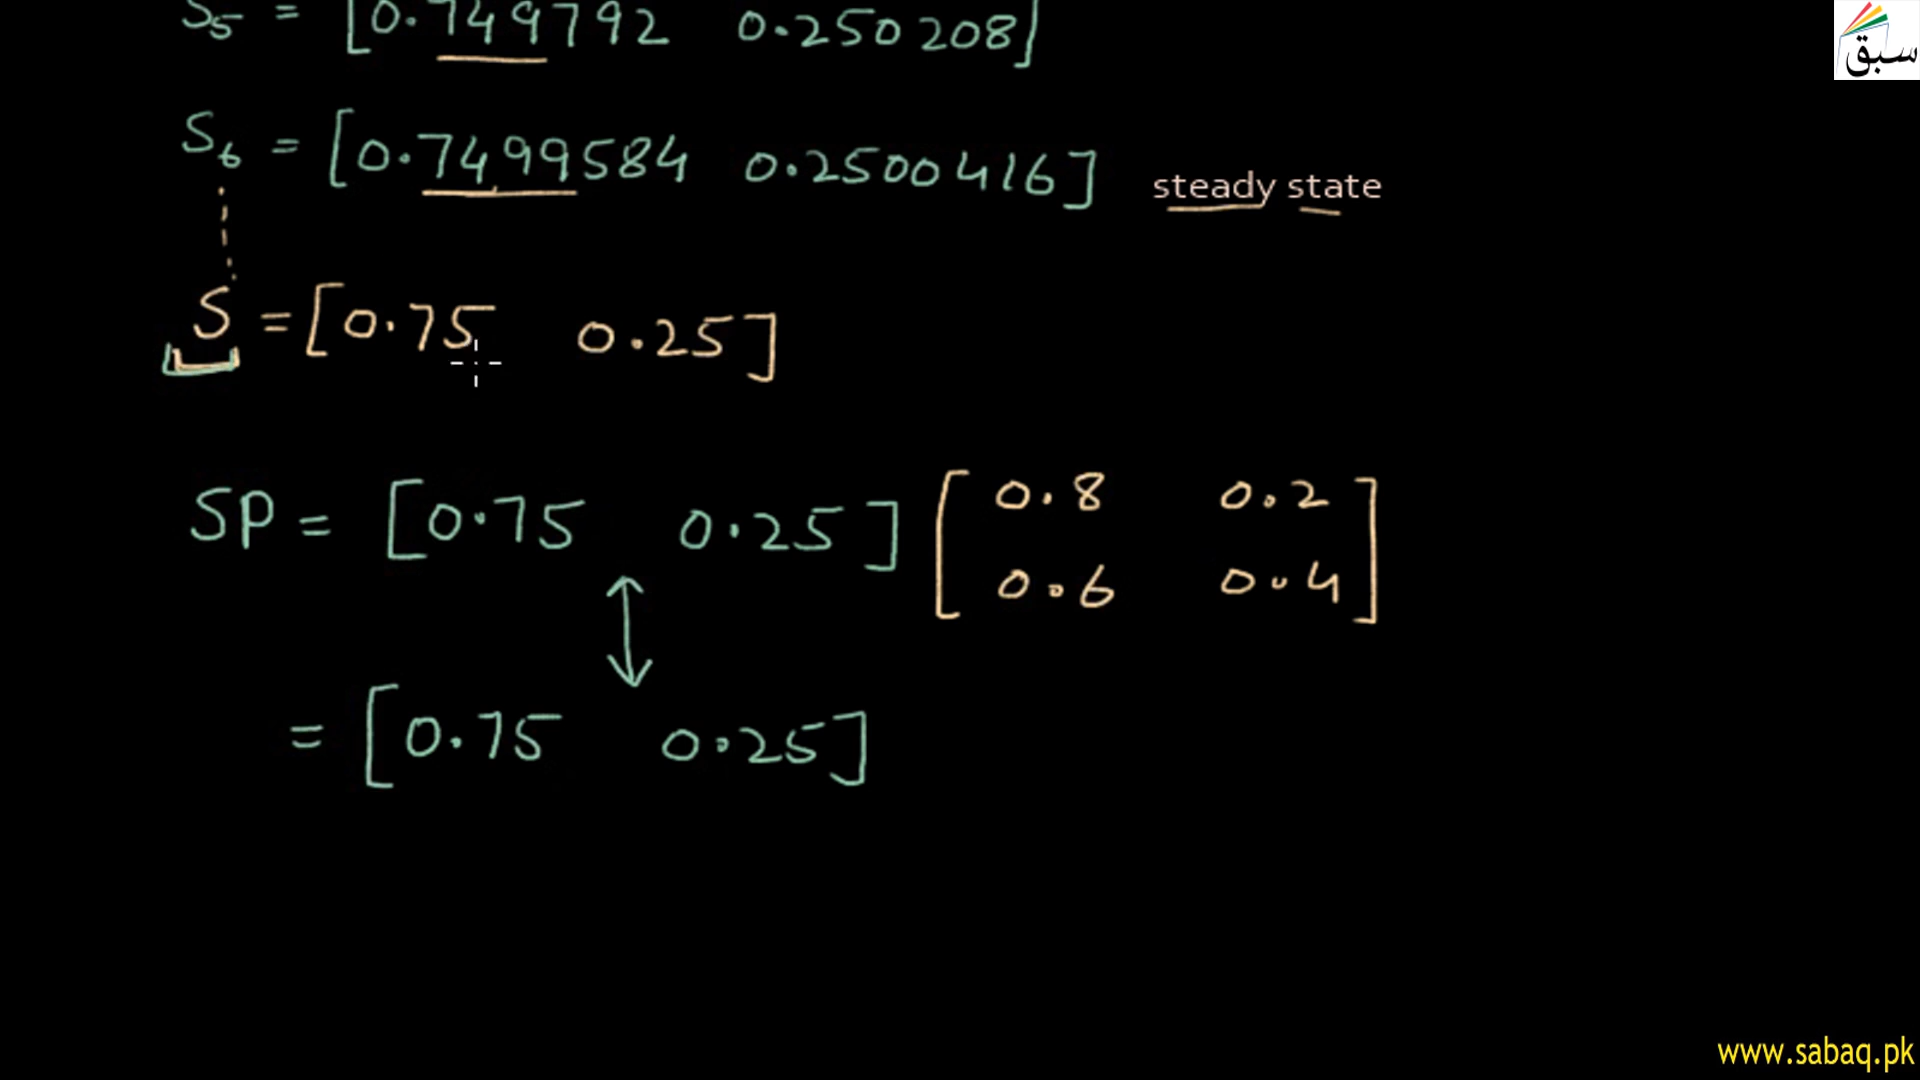 S5 = [0.749792 0.250208]
سبق
S6 = [0.7499584 0.2500416] steady state
S = [0.75 0.25]
SP = [0.75 0.25] [0.8 0.2
0.6 0.4]
= [0.75 0.25]
www.sabaq.pk